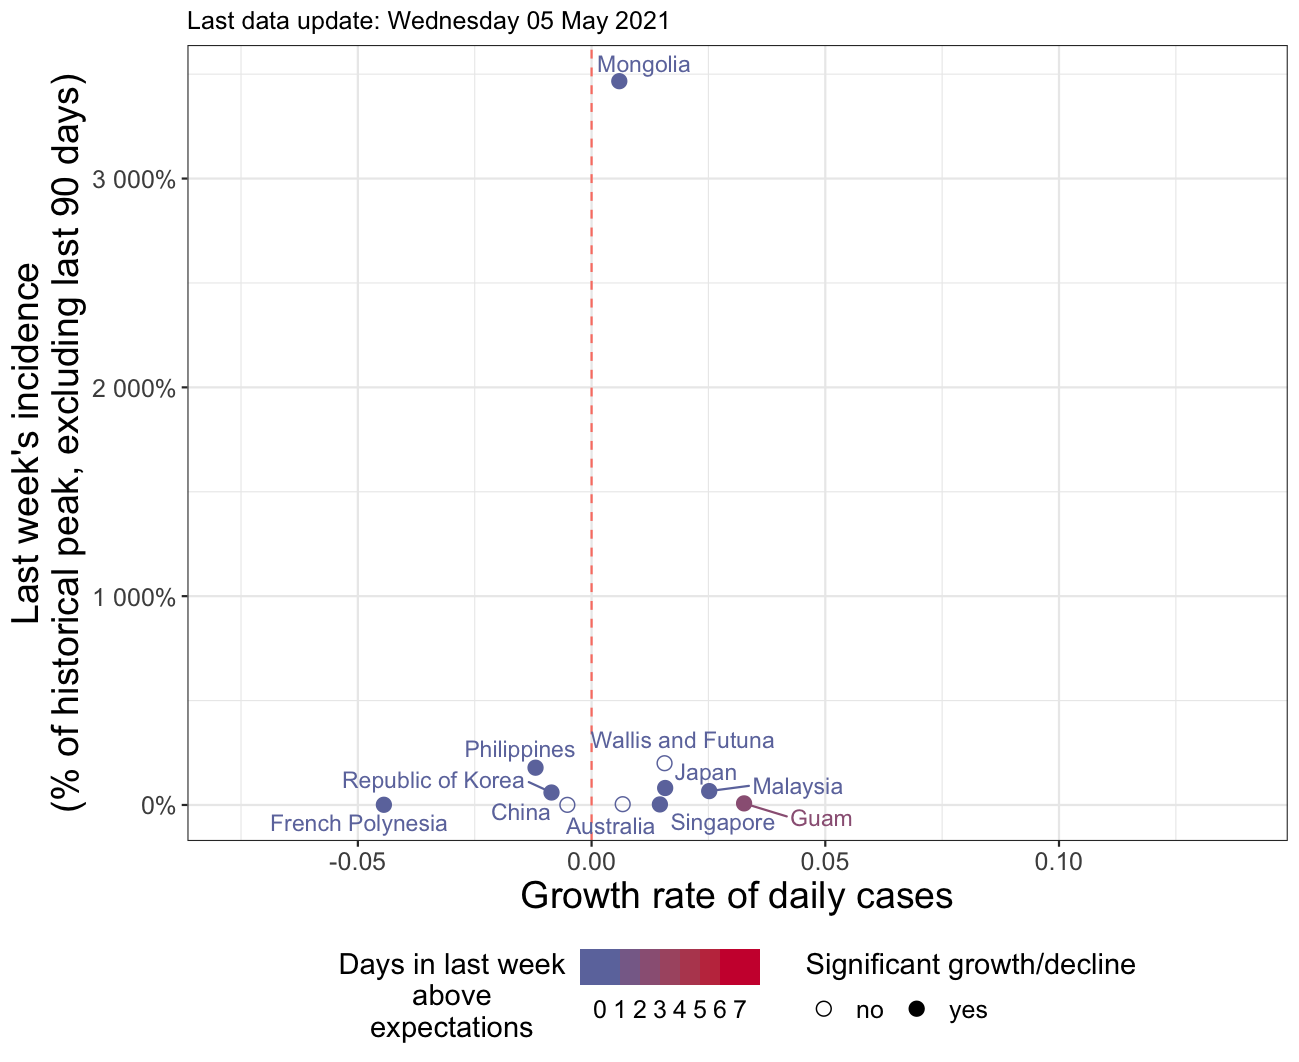 Last data update: Wednesday 05 May 2021
Last week's incidence
(% of historical peak, excluding last 90 days)
3 000%
2 000%
1 000%
0%
Mongolia
Wallis and Futuna
Philippines
Japan
Republic of Korea
Malaysia
China
Guam
French Polynesia
Australia
Singapore
-0.05
0.00
0.05
0.10
Growth rate of daily cases
Days in last week
above
expectations
0 1 2 3 4 5 6 7
Significant growth/decline
no
yes